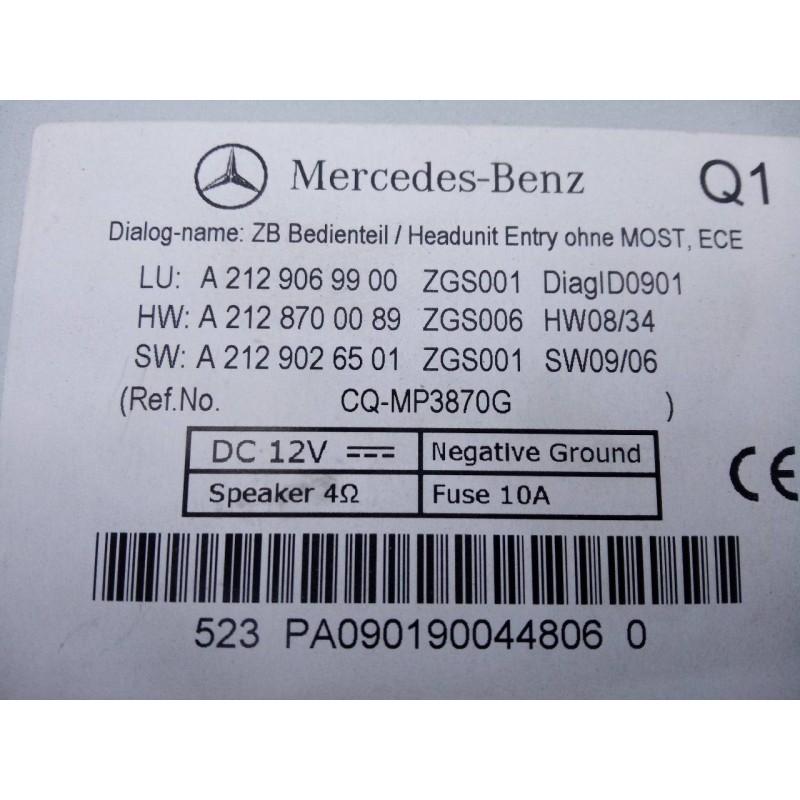 Mercedes-Benz Q1
Dialog-name: ZB Bedienteil / Headunit Entry ohne MOST, ECE
LU: A 212 906 99 00 ZGS001 DiagID0901
HW: A 212 870 00 89 ZGS006 HW08/34
SW: A 212 902 65 01 ZGS001 SW09/06
(Ref.No. CQ-MP3870G )
DC 12V Negative Ground
Speaker 4Ω Fuse 10A
CE
523 PA090190044806 0